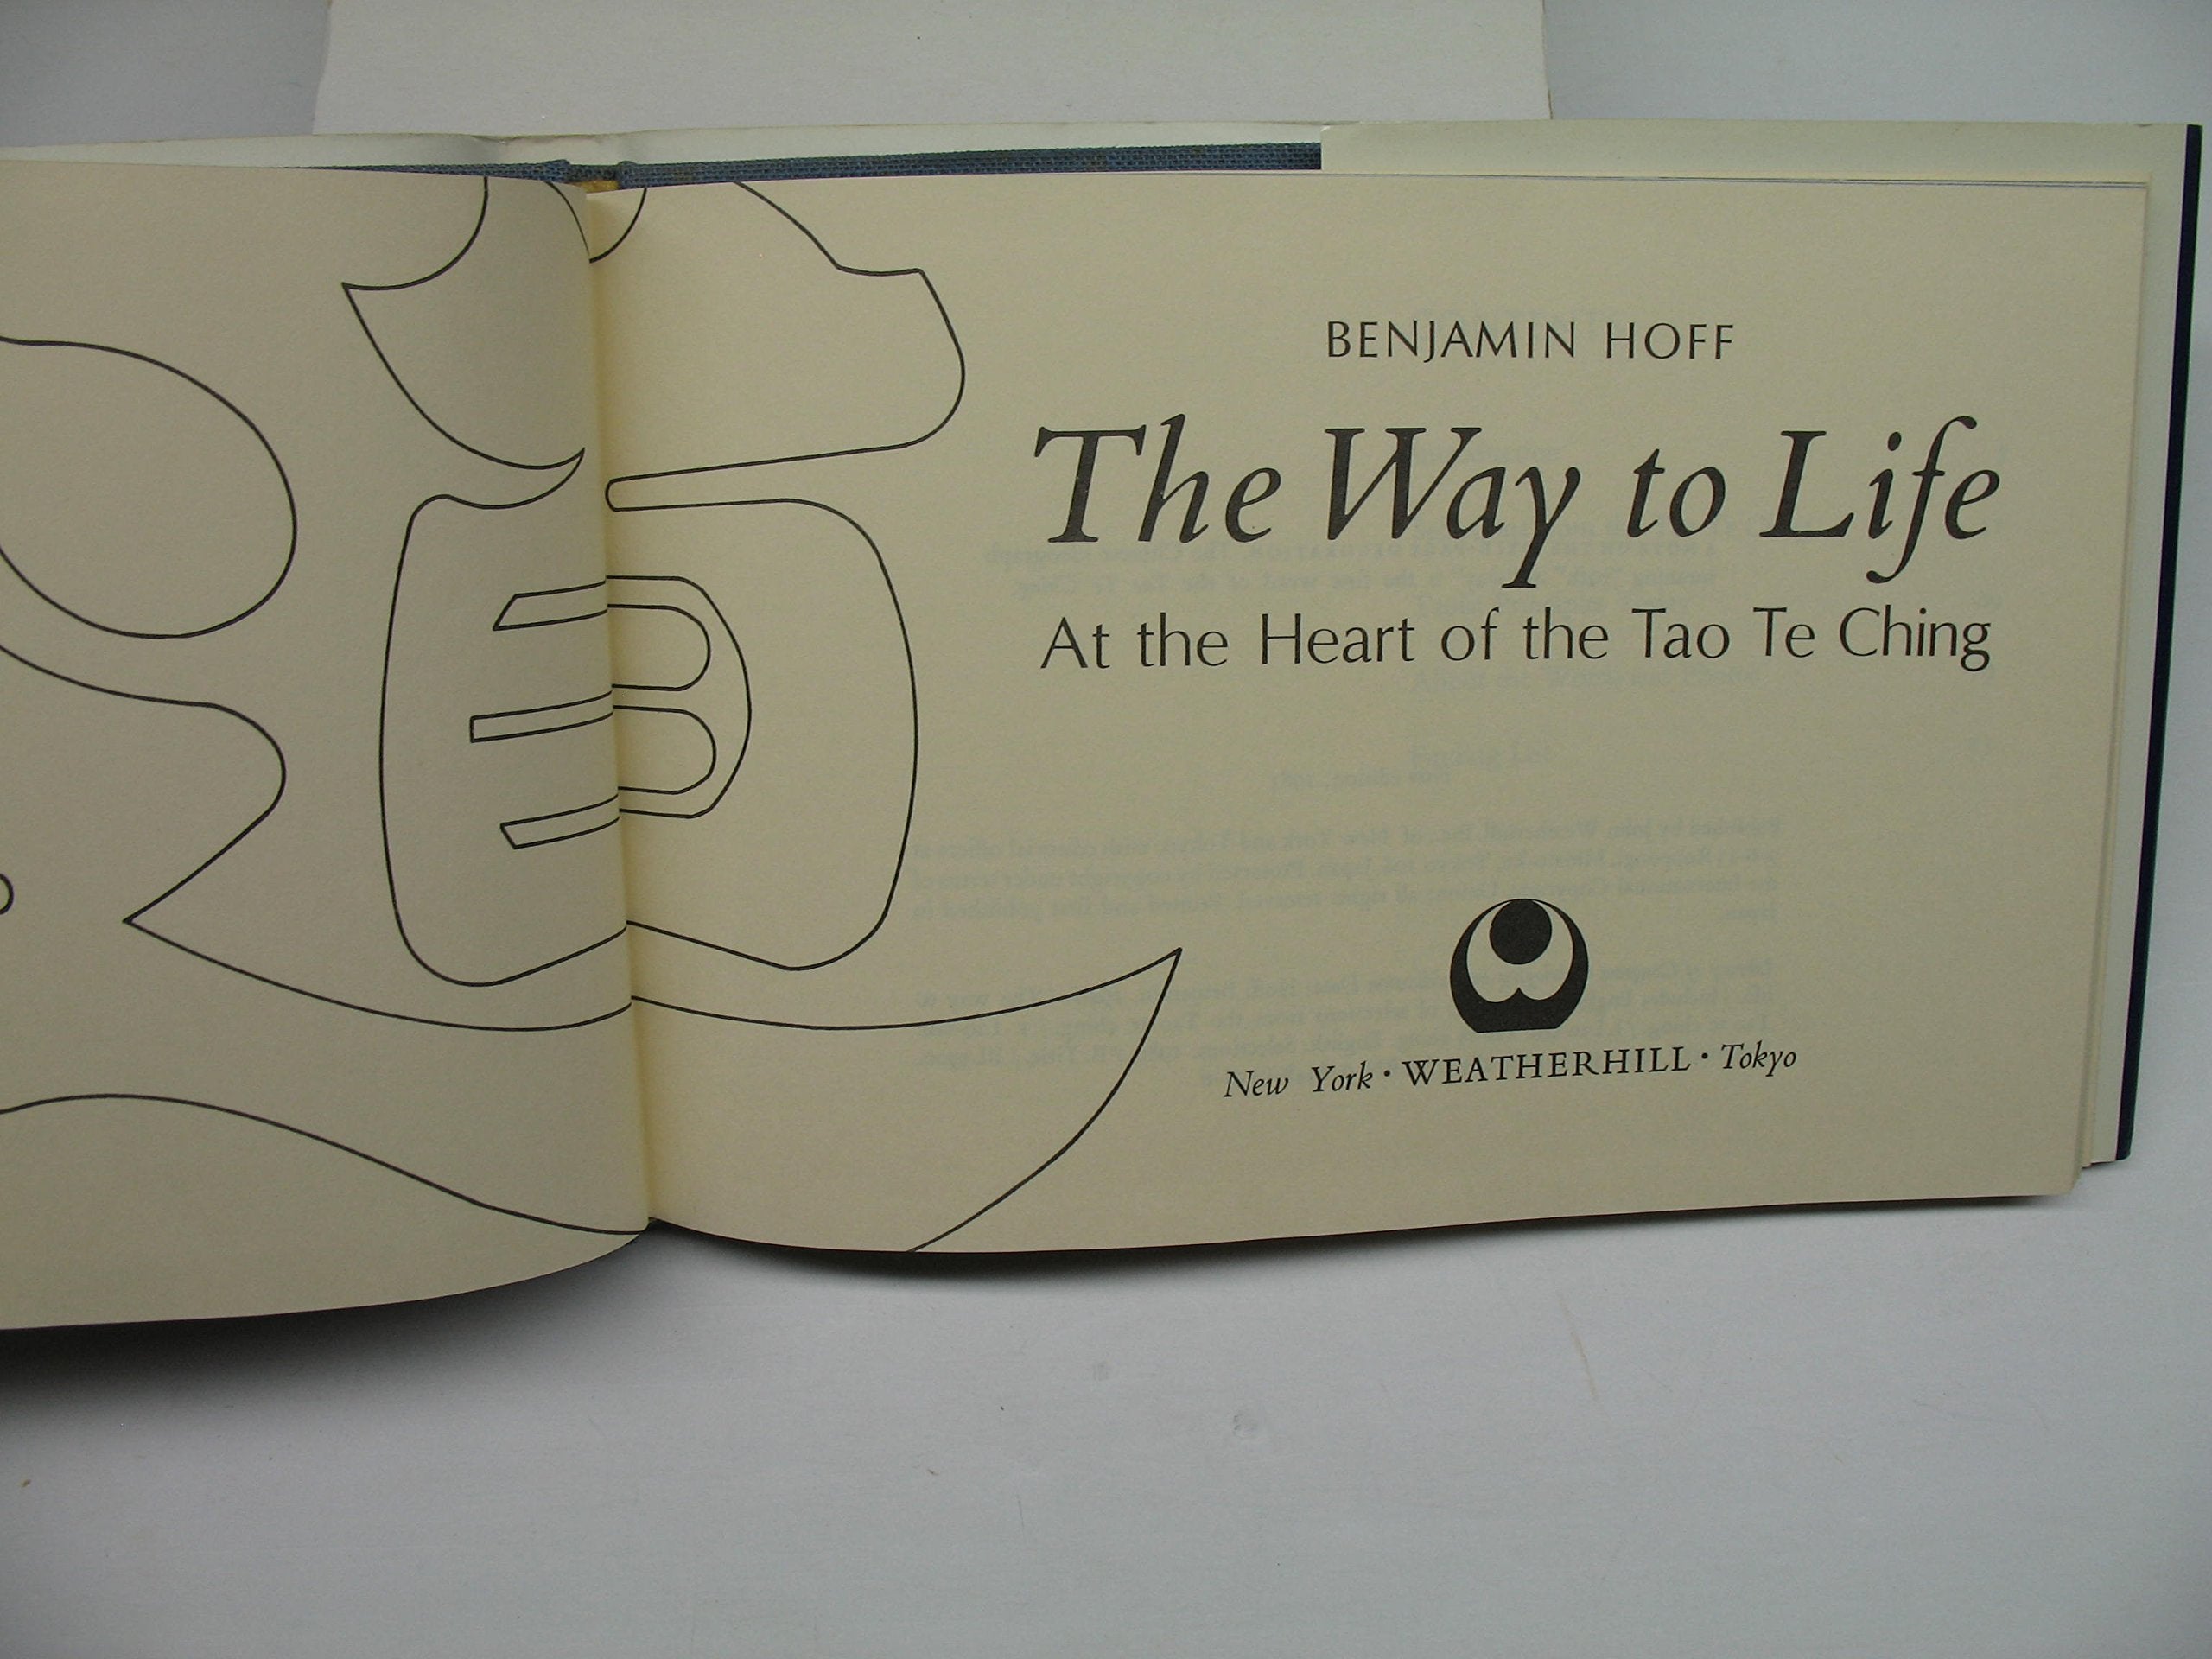 BENJAMIN HOFF
The Way to Life
At the Heart of the Tao Te Ching
New York · WEATHERHILL · Tokyo